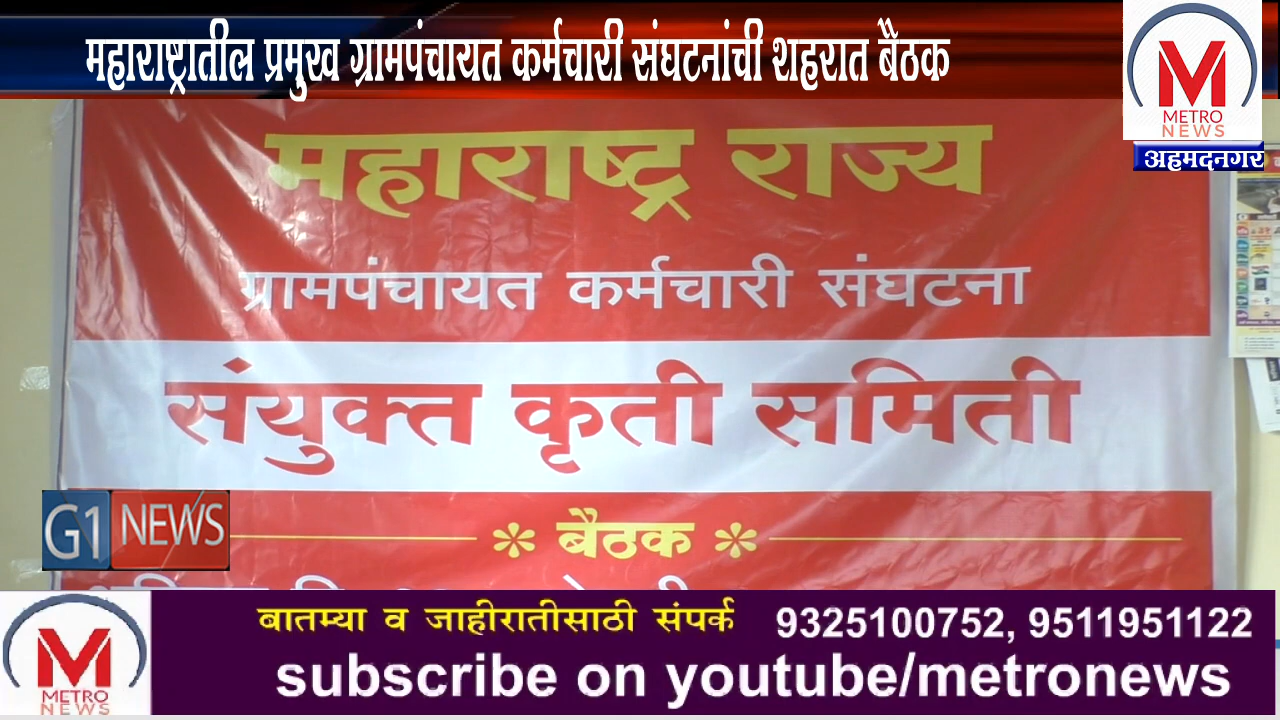 महाराष्ट्रातील प्रमुख ग्रामपंचायत कर्मचारी संघटनांची शहरात बैठक
METRO
NEWS
अहमदनगर
महाराष्ट्र राज्य
ग्रामपंचायत कर्मचारी संघटना
संयुक्त कृती समिती
G1 NEWS
बैठक
बातम्या व जाहीरातीसाठी संपर्क 9325100752, 9511951122
METRO
NEWS
subscribe on youtube/metronews